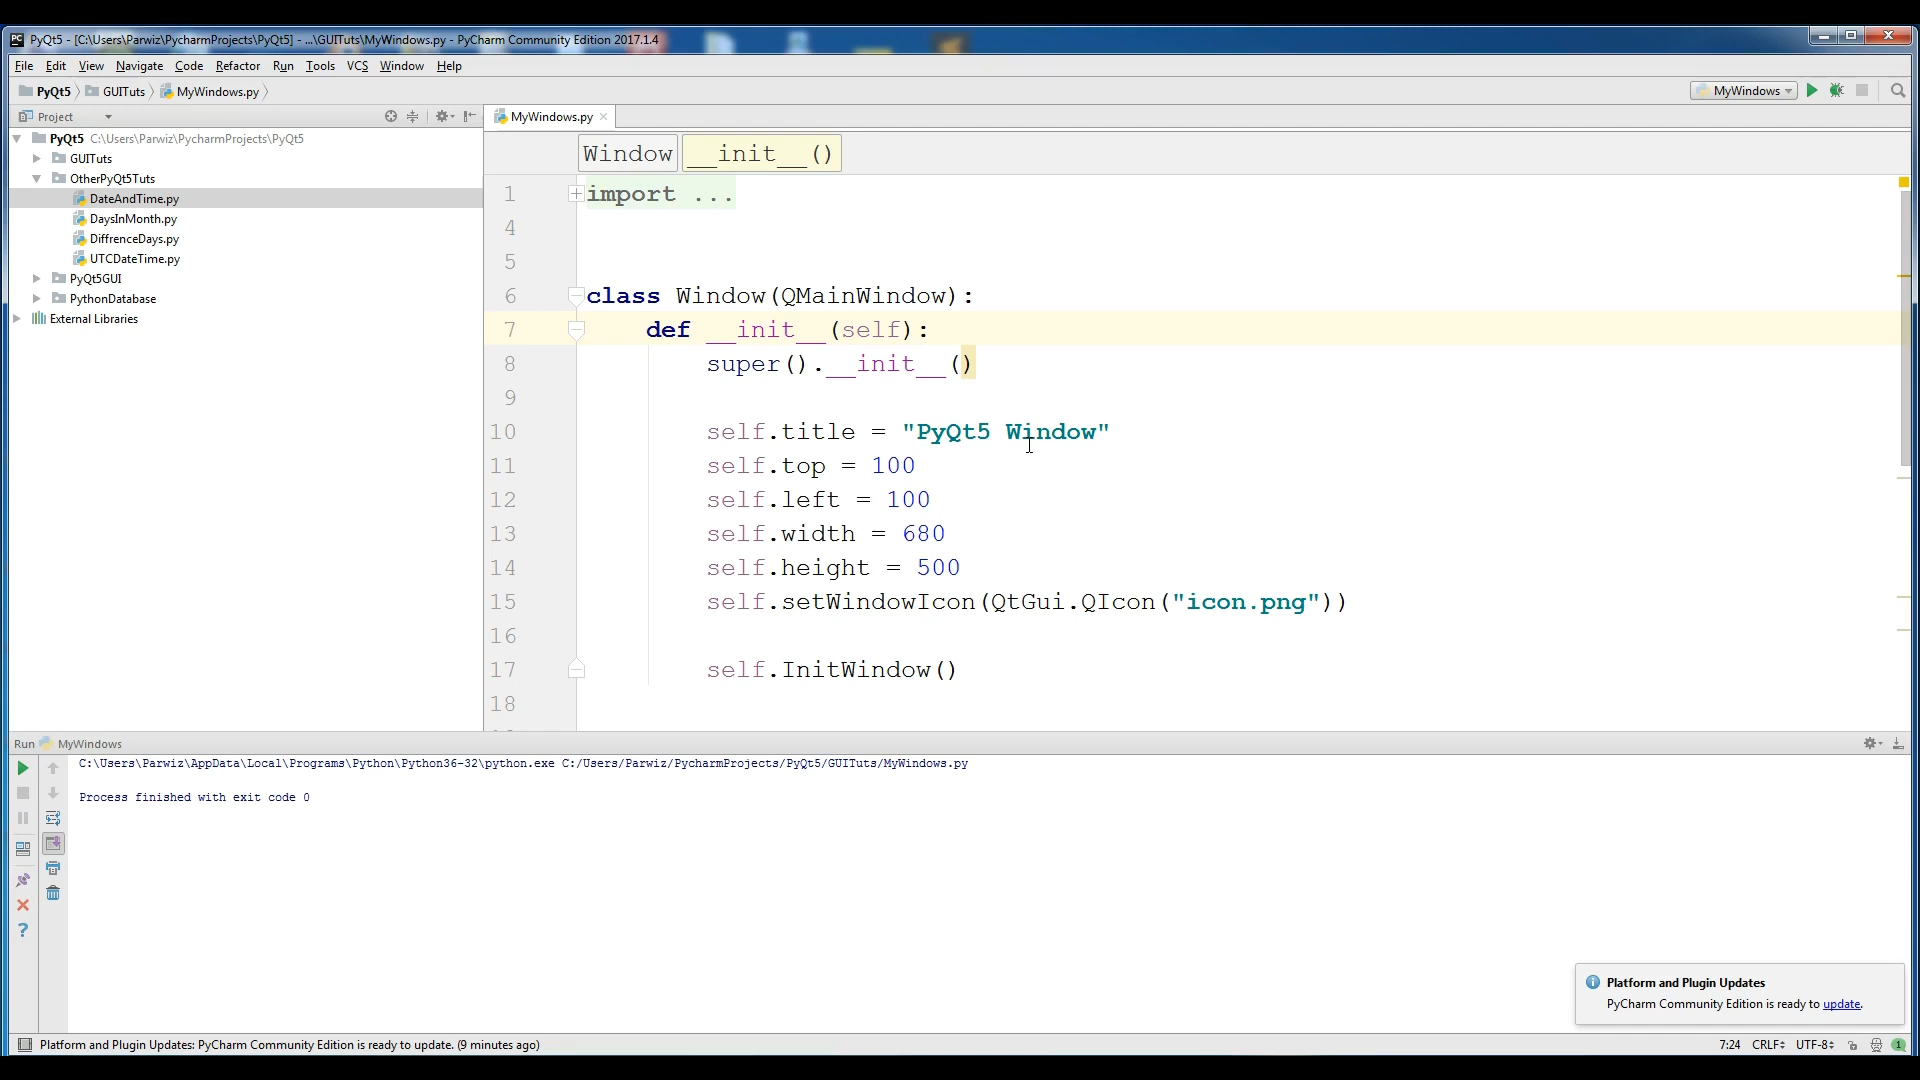 PyQt5 - [C:\Users\Parwiz\PycharmProjects\PyQt5] - ...\GUITuts\MyWindows.py - PyCharm Community Edition 2017.1.4
File Edit View Navigate Code Refactor Run Tools VCS Window Help
PyQt5 GUITuts MyWindows.py MyWindows
Project MyWindows.py
PyQt5 C:\Users\Parwiz\PycharmProjects\PyQt5
GUITuts
OtherPyQt5Tuts
DateAndTime.py
DaysInMonth.py
DiffrenceDays.py
UTCDateTime.py
PyQt5GUI
PythonDatabase
External Libraries
Window __init__()
1 import ...
4
5
6 class Window(QMainWindow):
7 def __init__(self):
8 super().__init__()
9
10 self.title = "PyQt5 Window"
11 self.top = 100
12 self.left = 100
13 self.width = 680
14 self.height = 500
15 self.setWindowIcon(QtGui.QIcon("icon.png"))
16
17 self.InitWindow()
18
Run MyWindows
C:\Users\Parwiz\AppData\Local\Programs\Python\Python36-32\python.exe C:/Users/Parwiz/PycharmProjects/PyQt5/GUITuts/MyWindows.py
Process finished with exit code 0
Platform and Plugin Updates
PyCharm Community Edition is ready to update.
Platform and Plugin Updates: PyCharm Community Edition is ready to update. (9 minutes ago) 7:24 CRLF UTF-8 1